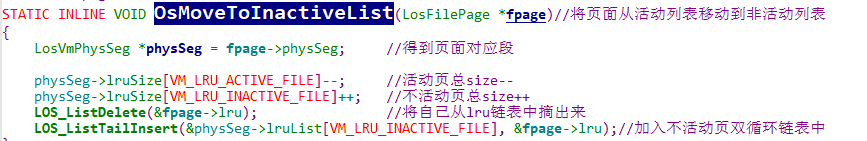 STATIC INLINE VOID OsMoveToInactiveList(LosFilePage *fpage)//将页面从活动列表移动到非活动列表
{
    LosVmPhysSeg *physSeg = fpage->physSeg;     //得到页面对应段
    physSeg->lruSize[VM_LRU_ACTIVE_FILE]--;     //活动页总size--
    physSeg->lruSize[VM_LRU_INACTIVE_FILE]++;   //不活动页总size++
    LOS_ListDelete(&fpage->lru);                //将自己从lru链表中摘出来
    LOS_ListTailInsert(&physSeg->lruList[VM_LRU_INACTIVE_FILE], &fpage->lru);//加入不活动页双循环链表中